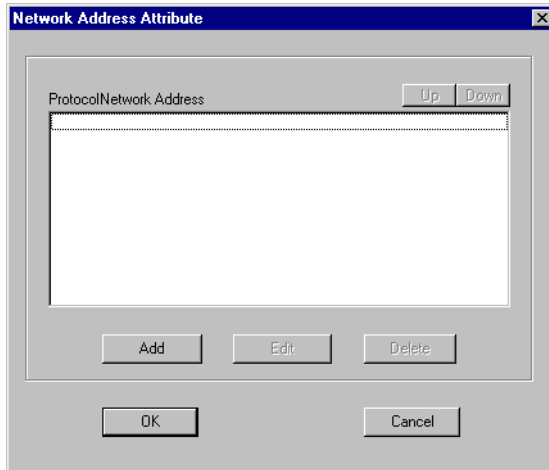 Network Address Attribute
ProtocolNetwork Address
Up Down
Add Edit Delete
OK Cancel